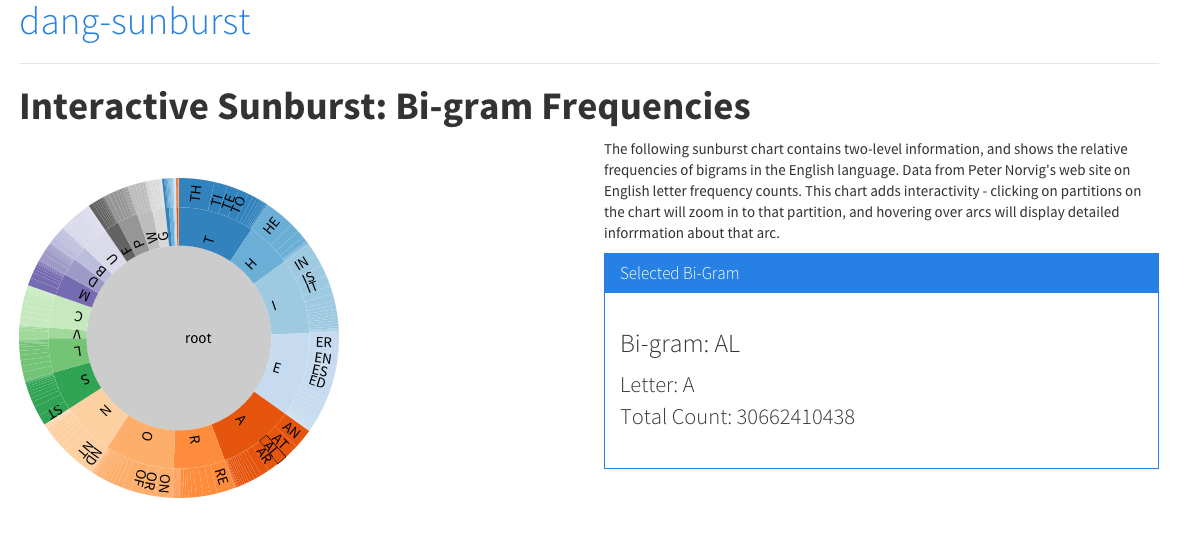 dang-sunburst
Interactive Sunburst: Bi-gram Frequencies
The following sunburst chart contains two-level information, and shows the relative
frequencies of bigrams in the English language. Data from Peter Norvig's web site on
English letter frequency counts. This chart adds interactivity - clicking on partitions on
the chart will zoom in to that partition, and hovering over arcs will display detailed
inforrmation about that arc.
Selected Bi-Gram
Bi-gram: AL
Letter: A
Total Count: 30662410438
root
T
H
I
E
A
R
O
N
S
L
V
C
M
D
B
U
F
P
W
G
TH
TI
TE
TO
HE
IN
IS
IT
ER
EN
ES
ED
AN
AT
AL
AR
RE
ON
OR
OF
ND
NT
ST